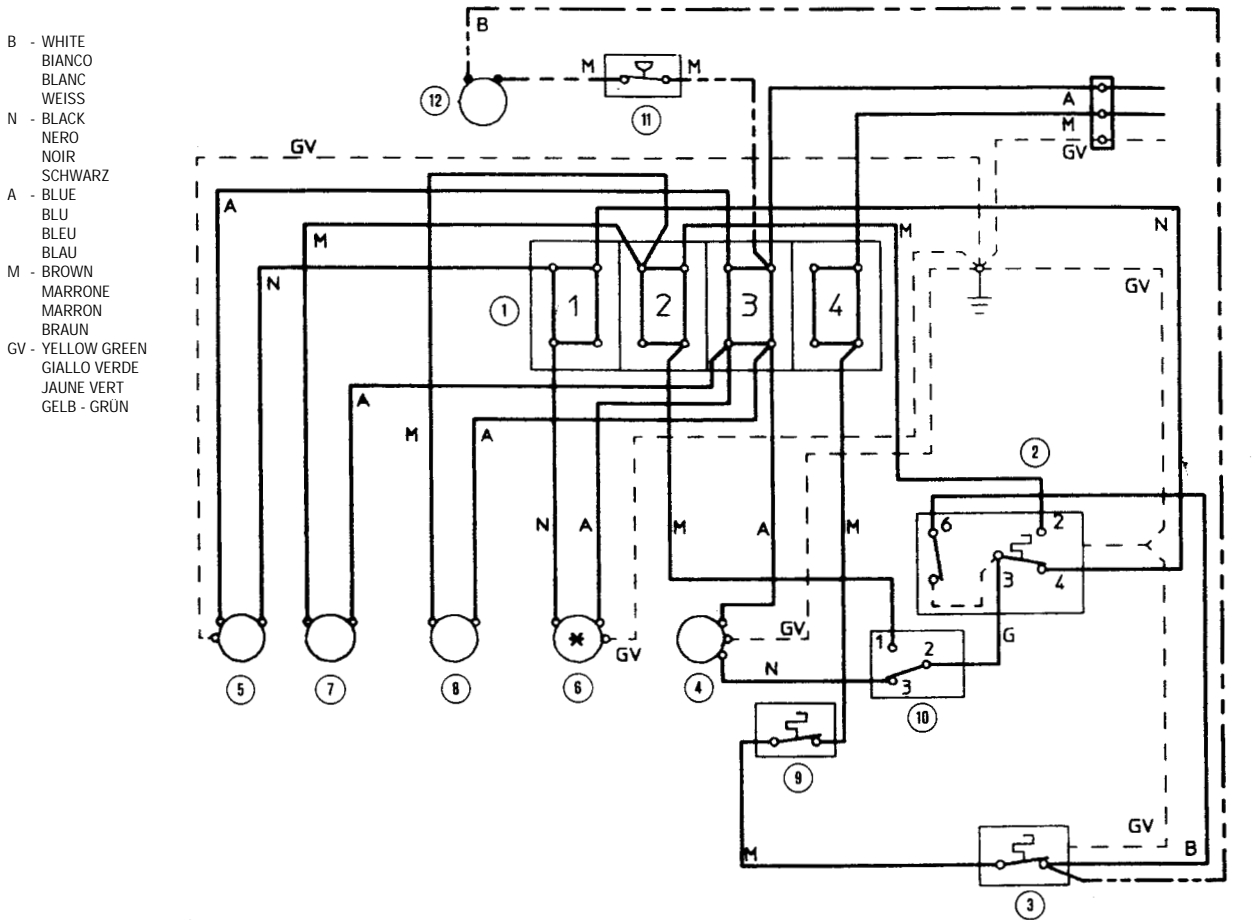 B - WHITE
BIANCO
BLANC
WEISS
N - BLACK
NERO
NOIR
SCHWARZ
A - BLUE
BLU
BLEU
BLAU
M - BROWN
MARRONE
MARRON
BRAUN
GV - YELLOW GREEN
GIALLO VERDE
JAUNE VERT
GELB - GRÜN
B
M M
12
11
A
M
GV
GV
A
M
N
M
N
GV
1
1 2 3 4
A
M A
2
N A M A M
6 2
3 4
G
GV
GV
1 2
3
N
5 7 8 6 4
10
9
GV
M
B
3